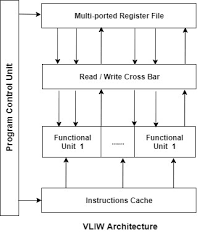 Program Control Unit
Multi-ported Register File
Read / Write Cross Bar
Functional
Unit 1
......
Functional
Unit 1
Instructions Cache
VLIW Architecture